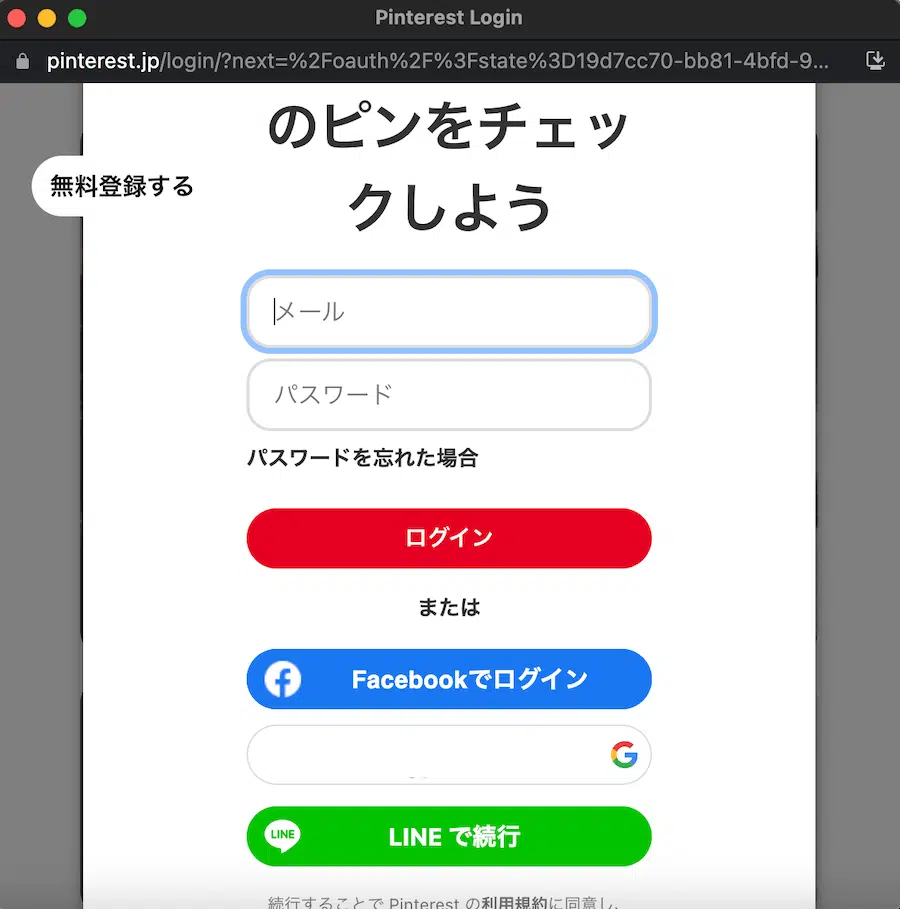 Pinterest Login
pinterest.jp/login/?next=%2Foauth%2F%3Fstate%3D19d7cc70-bb81-4bfd-9...
のピンをチェッ
クしよう
無料登録する
メール
パスワード
パスワードを忘れた場合
ログイン
または
Facebookでログイン
LINE
LINE で続行
続行することで Pinterest の利用規約に同意し、